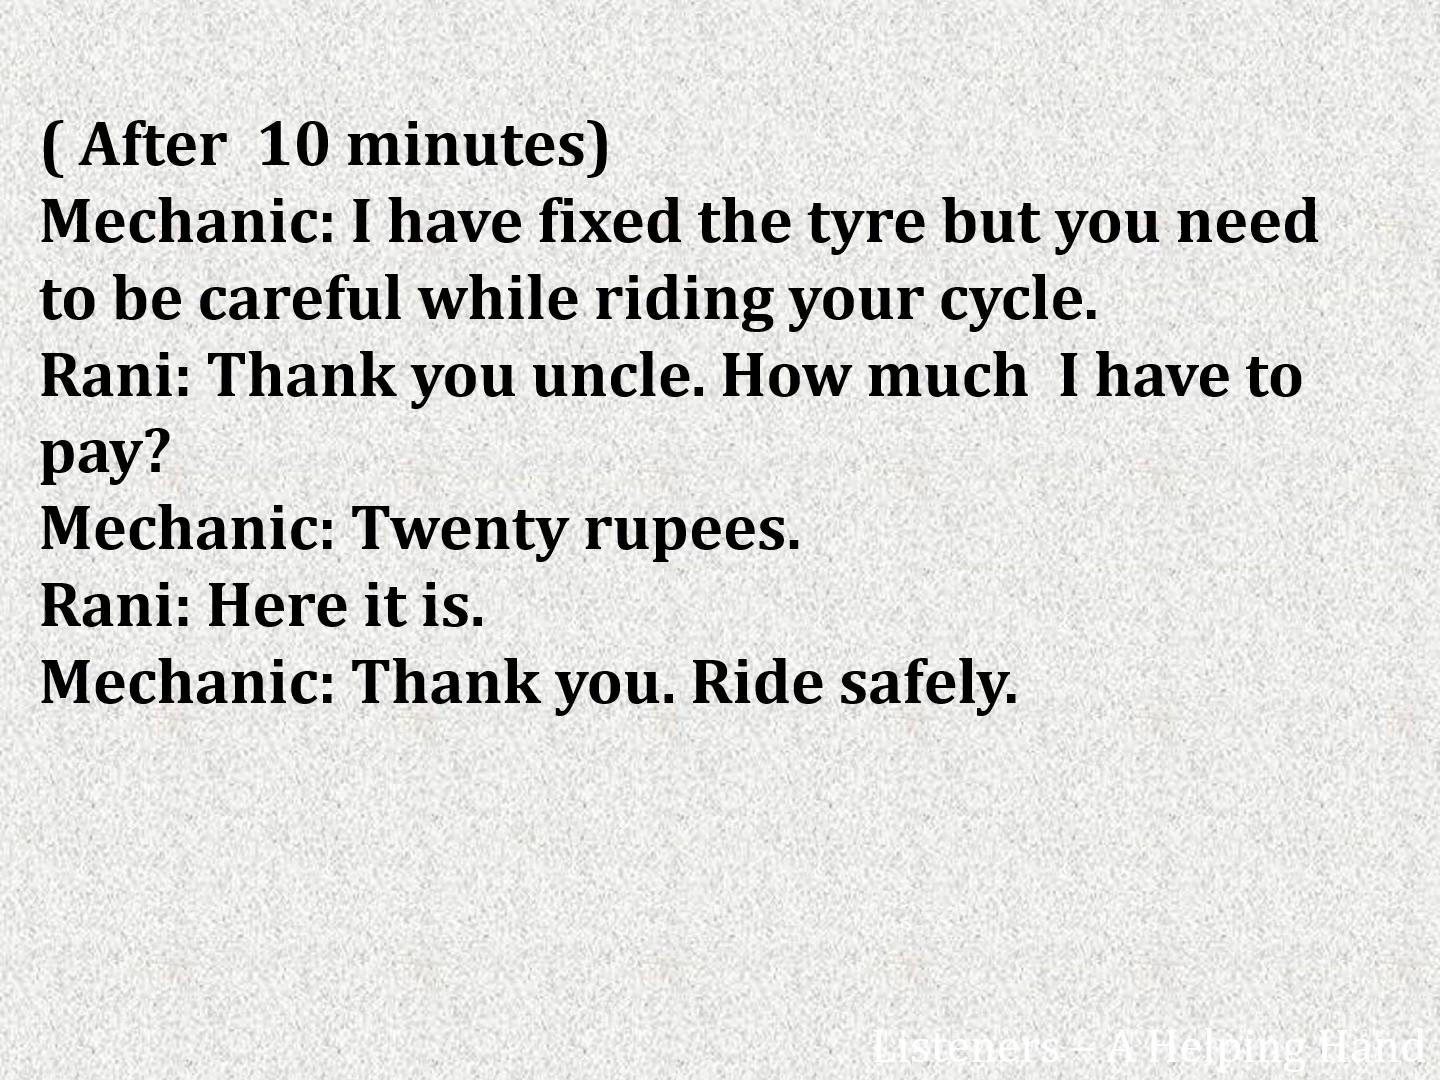 ( After  10 minutes)
Mechanic: I have fixed the tyre but you need
to be careful while riding your cycle.
Rani: Thank you uncle. How much  I have to
pay?
Mechanic: Twenty rupees.
Rani: Here it is.
Mechanic: Thank you. Ride safely.
Listeners – A Helping Hand